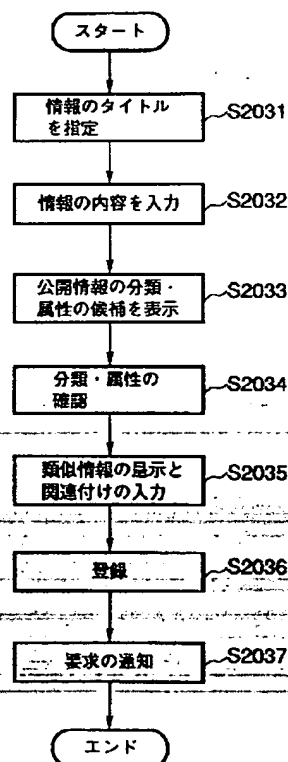 スタート
情報のタイトル
を指定
S2031
情報の内容を入力
S2032
公開情報の分類・
属性の候補を表示
S2033
分類・属性の
確認
S2034
類似情報の显示と
関連付けの入力
S2035
登録
S2036
要求の通知
S2037
エンド